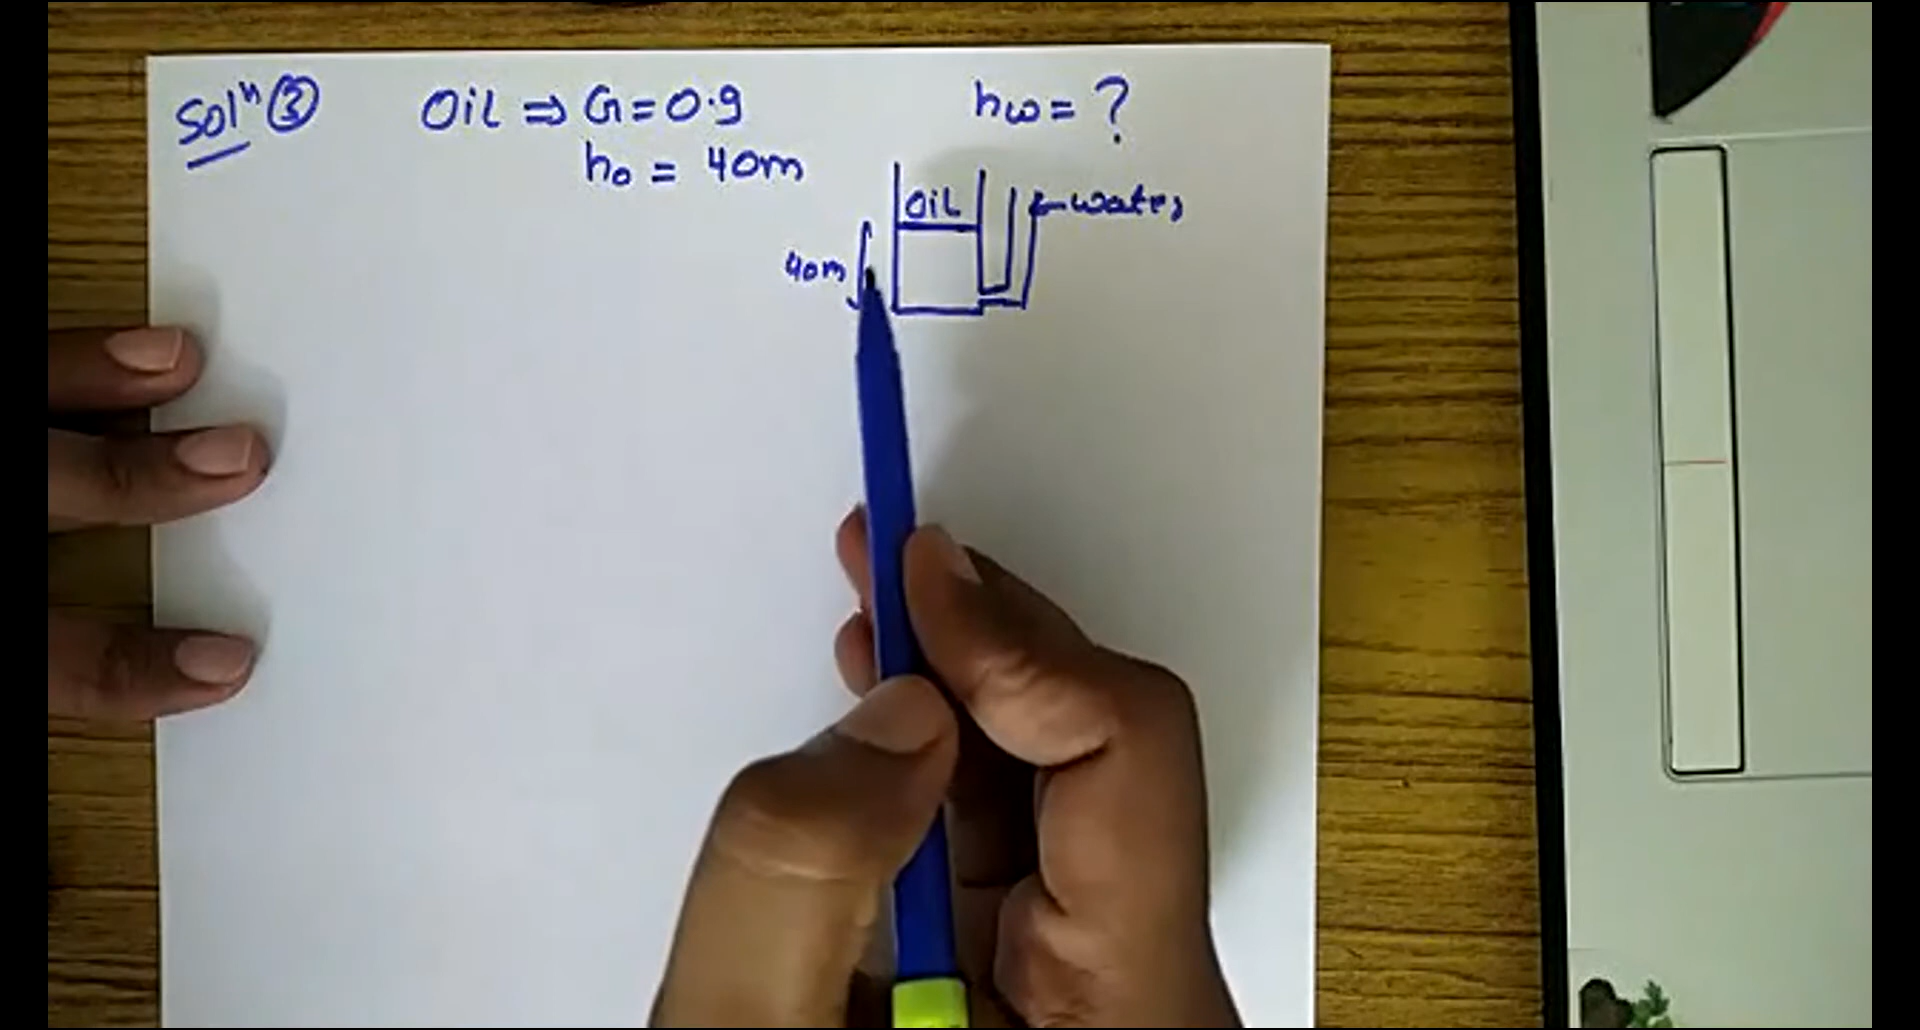 Solⁿ ③
Oil ⇒ G = 0.9
h₀ = 40m
hw = ?
Oil
←water
40m